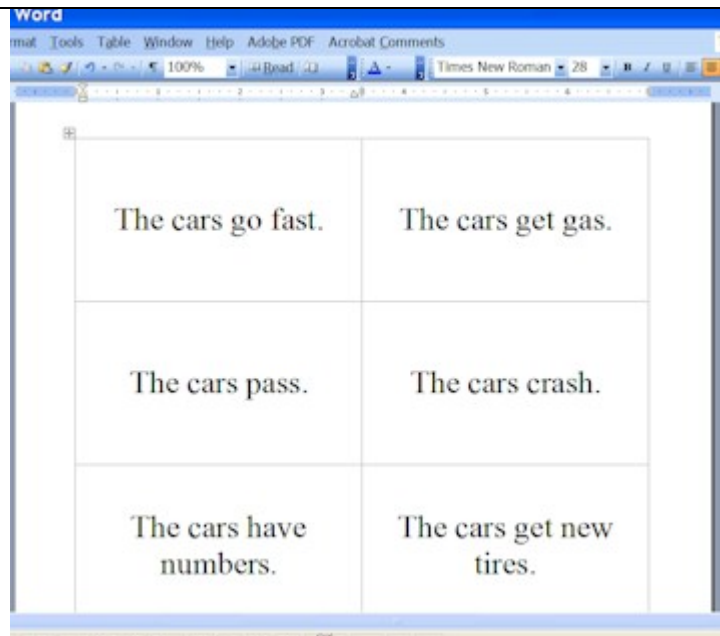 Word
rmat Tools Table Window Help Adobe PDF Acrobat Comments
100% Read Times New Roman 28 B I U
The cars go fast. The cars get gas.
The cars pass. The cars crash.
The cars have
numbers.
The cars get new
tires.